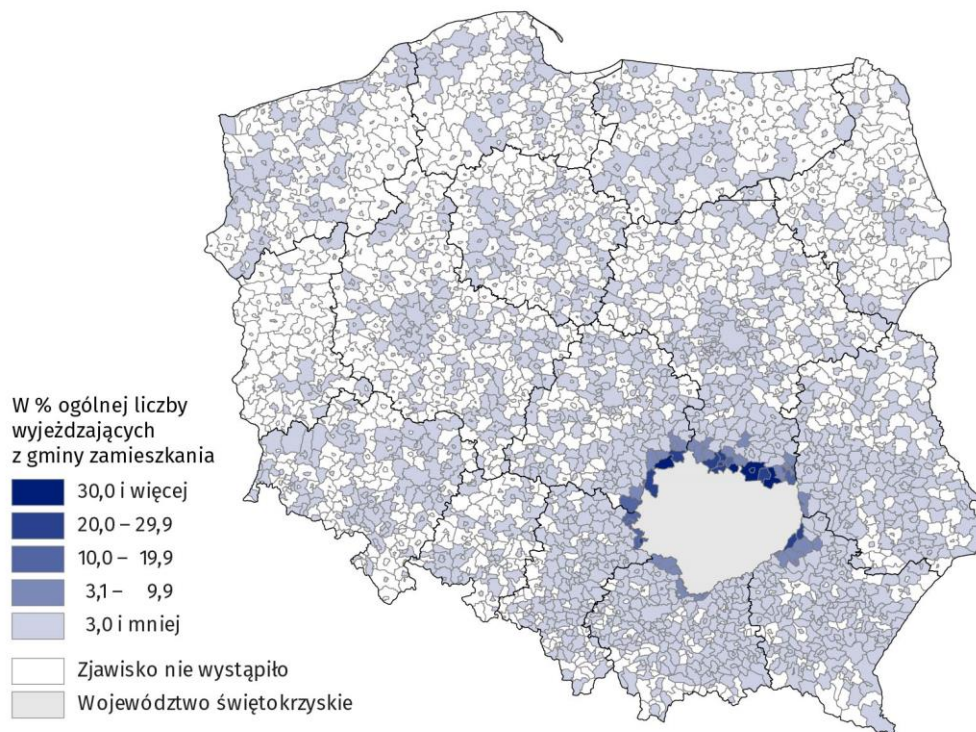 W % ogólnej liczby
wyjeżdzających
z gminy zamieszkania
30,0 i więcej
20,0 – 29,9
10,0 – 19,9
3,1 – 9,9
3,0 i mniej
Zjawisko nie wystąpiło
Województwo świętokrzyskie